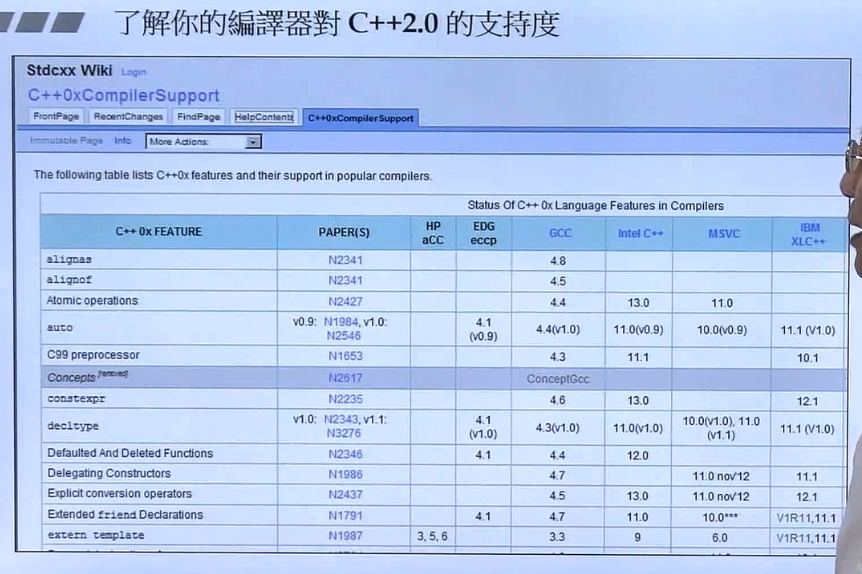 了解你的編譯器對 C++2.0 的支持度
Stdcxx Wiki Login
C++0xCompilerSupport
FrontPage RecentChanges FindPage HelpContents C++0xCompilerSupport
Immutable Page Info More Actions:
The following table lists C++0x features and their support in popular compilers.
Status Of C++ 0x Language Features in Compilers
C++ 0x FEATURE PAPER(S) HP aCC EDG eccp GCC Intel C++ MSVC IBM XLC++
alignas N2341 4.8
alignof N2341 4.5
Atomic operations N2427 4.4 13.0 11.0
auto v0.9: N1984, v1.0: N2546 4.1 (v0.9) 4.4(v1.0) 11.0(v0.9) 10.0(v0.9) 11.1 (V1.0)
C99 preprocessor N1653 4.3 11.1 10.1
Concepts [removed] N2617 ConceptGcc
constexpr N2235 4.6 13.0 12.1
decltype v1.0: N2343, v1.1: N3276 4.1 (v1.0) 4.3(v1.0) 11.0(v1.0) 10.0(v1.0), 11.0 (v1.1) 11.1 (V1.0)
Defaulted And Deleted Functions N2346 4.1 4.4 12.0
Delegating Constructors N1986 4.7 11.0 nov'12 11.1
Explicit conversion operators N2437 4.5 13.0 11.0 nov'12 12.1
Extended friend Declarations N1791 4.1 4.7 11.0 10.0*** V1R11,11.1
extern template N1987 3, 5, 6 3.3 9 6.0 V1R11,11.1